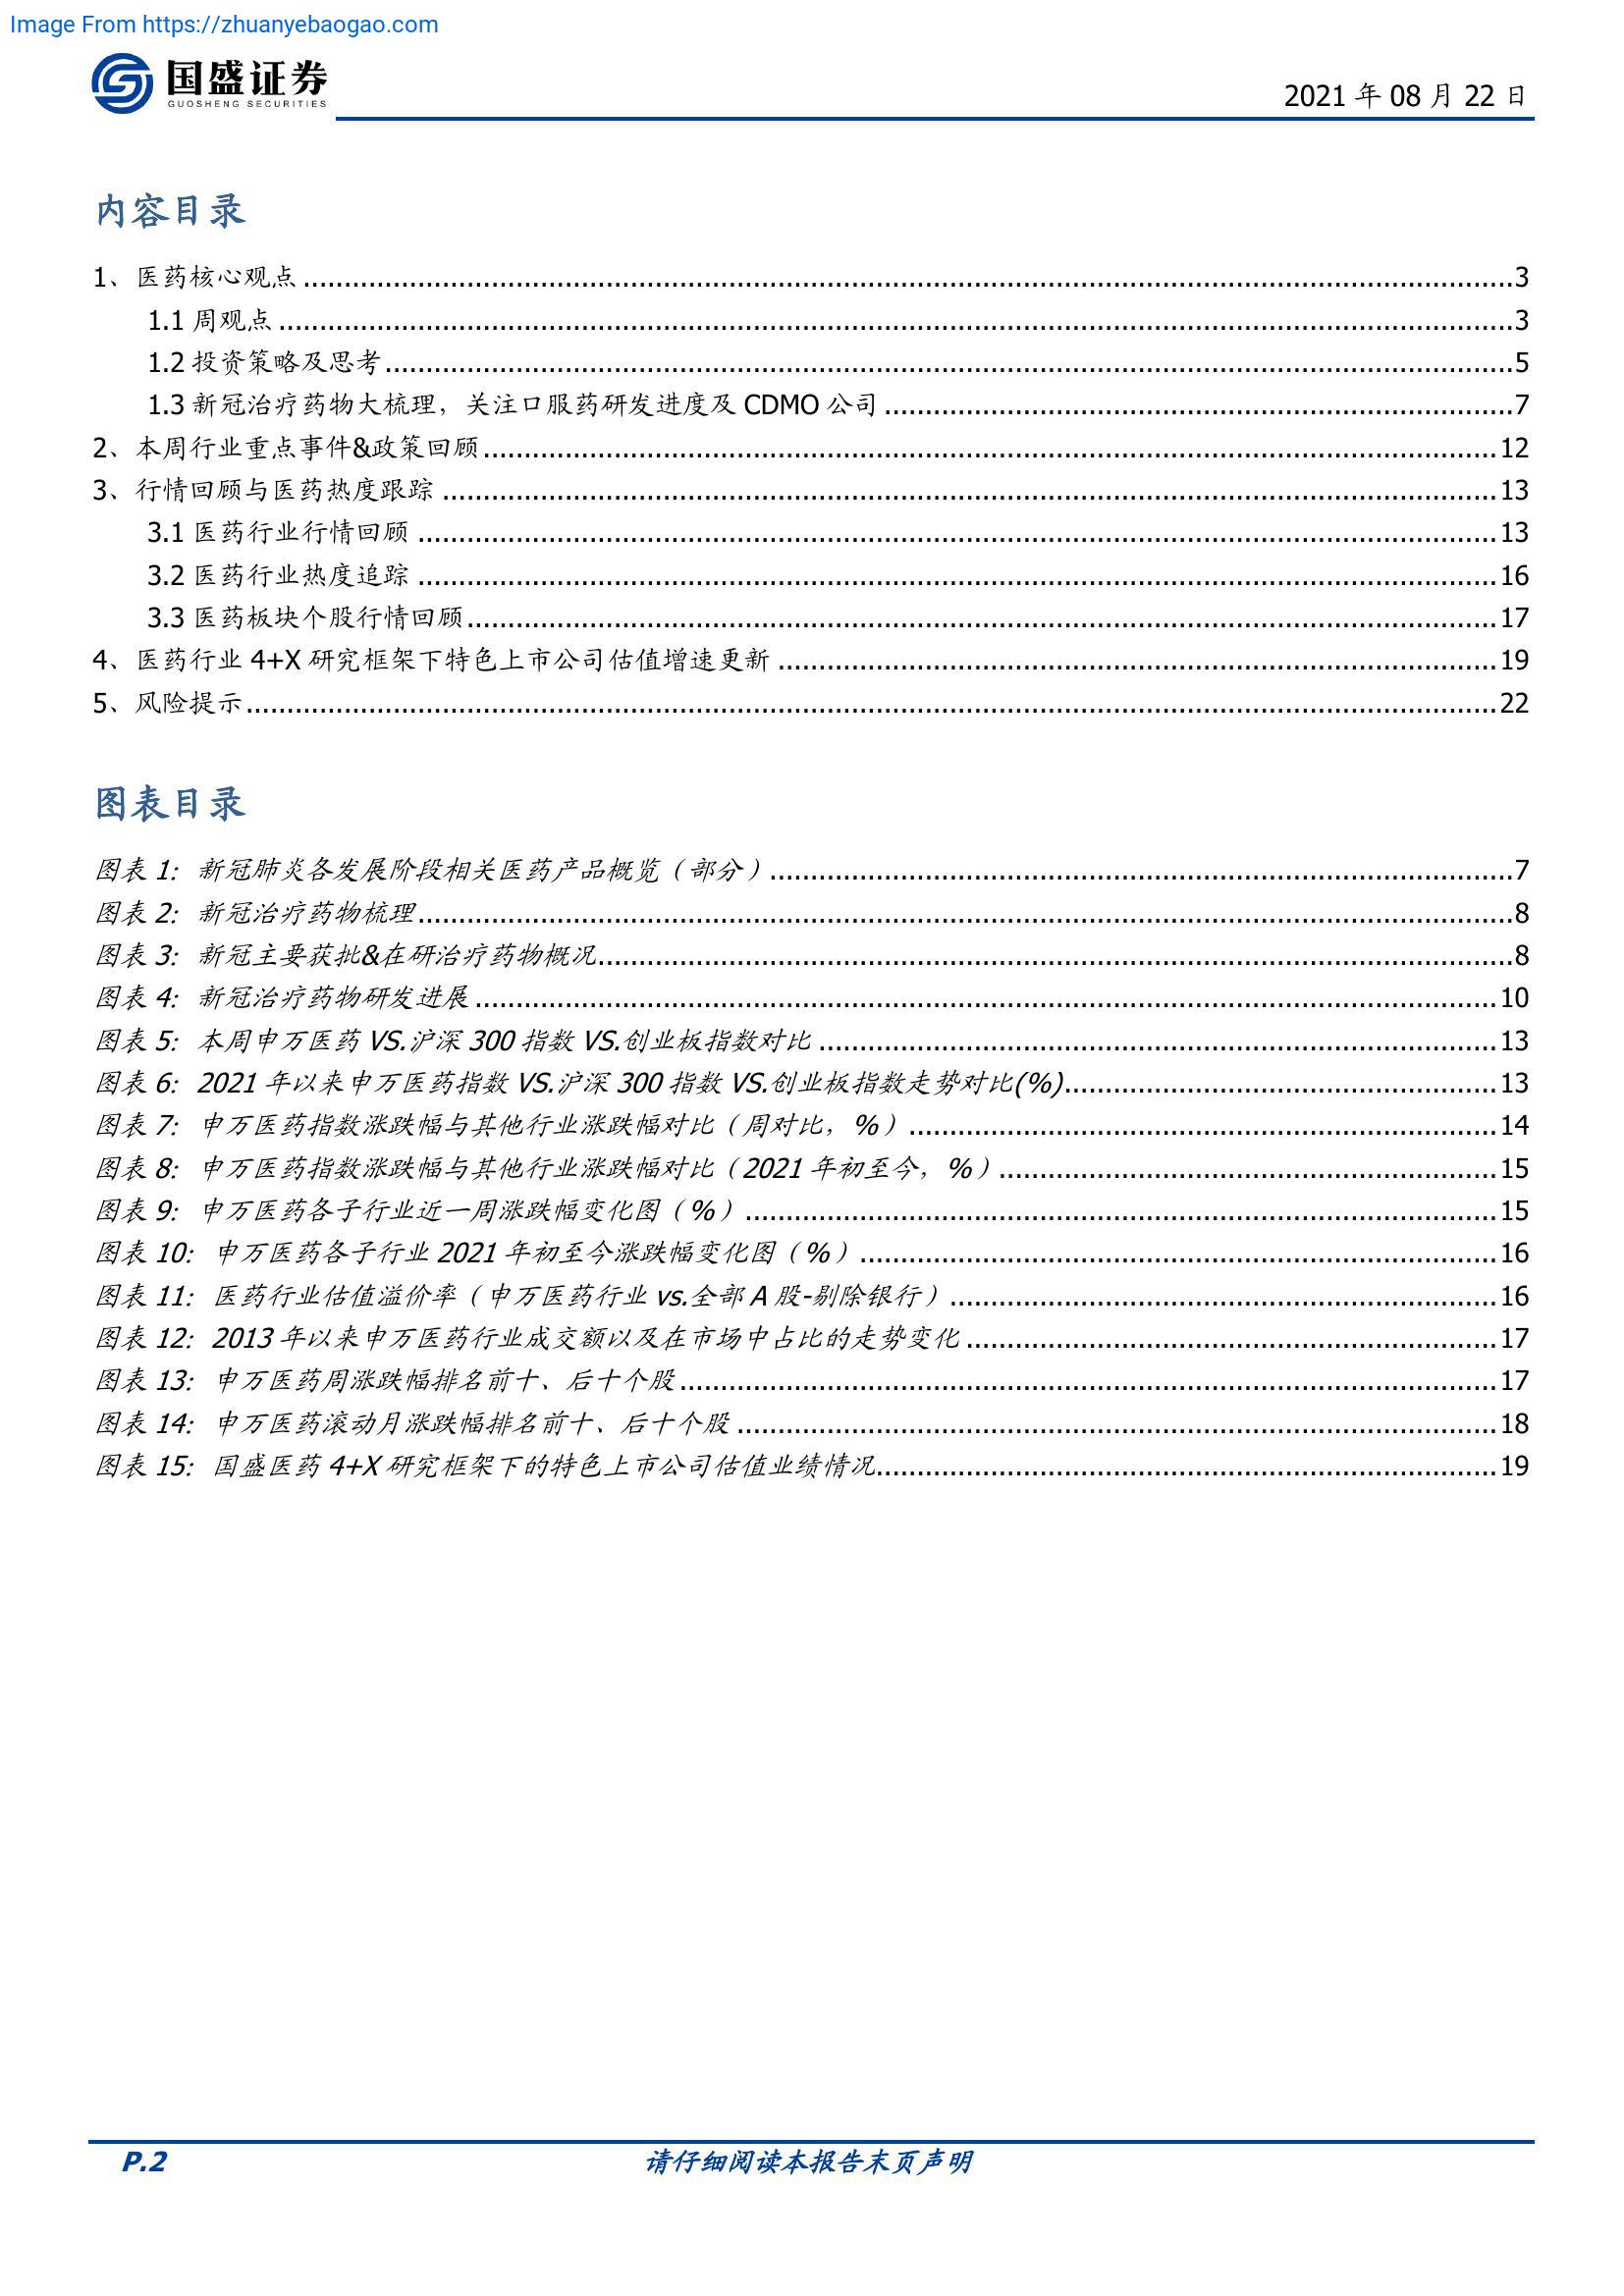 Image From https://zhuanyebaogao.com
国盛证券
GUOSHENG SECURITIES
2021 年 08 月 22 日
内容目录
1、医药核心观点 ........ 3
1.1 周观点 ........ 3
1.2 投资策略及思考 ........ 5
1.3 新冠治疗药物大梳理，关注口服药研发进度及 CDMO 公司 ........ 7
2、本周行业重点事件&政策回顾 ........ 12
3、行情回顾与医药热度跟踪 ........ 13
3.1 医药行业行情回顾 ........ 13
3.2 医药行业热度追踪 ........ 16
3.3 医药板块个股行情回顾 ........ 17
4、医药行业 4+X 研究框架下特色上市公司估值增速更新 ........ 19
5、风险提示 ........ 22
图表目录
图表 1: 新冠肺炎各发展阶段相关医药产品概览（部分） ........ 7
图表 2: 新冠治疗药物梳理 ........ 8
图表 3: 新冠主要获批&在研治疗药物概况 ........ 8
图表 4: 新冠治疗药物研发进展 ........ 10
图表 5: 本周申万医药 VS.沪深 300 指数 VS.创业板指数对比 ........ 13
图表 6: 2021 年以来申万医药指数 VS.沪深 300 指数 VS.创业板指数走势对比(%) ........ 13
图表 7: 申万医药指数涨跌幅与其他行业涨跌幅对比（周对比，%） ........ 14
图表 8: 申万医药指数涨跌幅与其他行业涨跌幅对比（2021 年初至今，%） ........ 15
图表 9: 申万医药各子行业近一周涨跌幅变化图（%） ........ 15
图表 10: 申万医药各子行业 2021 年初至今涨跌幅变化图（%） ........ 16
图表 11: 医药行业估值溢价率（申万医药行业 vs.全部 A 股-剔除银行） ........ 16
图表 12: 2013 年以来申万医药行业成交额以及在市场中占比的走势变化 ........ 17
图表 13: 申万医药周涨跌幅排名前十、后十个股 ........ 17
图表 14: 申万医药滚动月涨跌幅排名前十、后十个股 ........ 18
图表 15: 国盛医药 4+X 研究框架下的特色上市公司估值业绩情况 ........ 19
P.2
请仔细阅读本报告末页声明